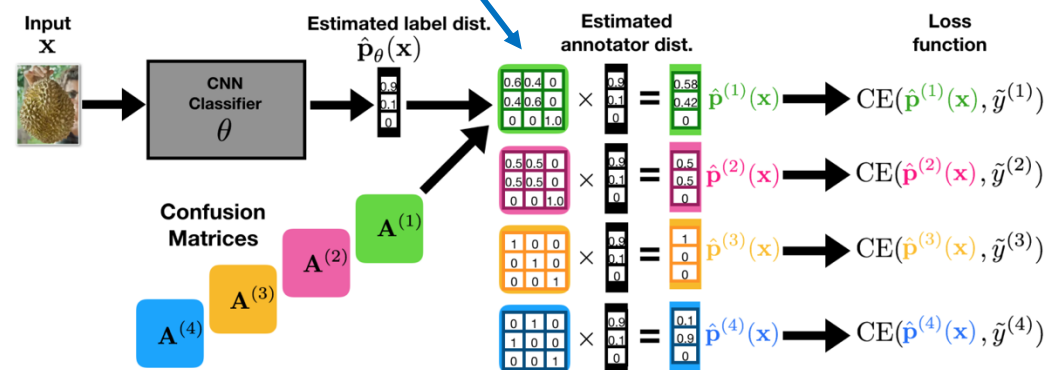 Input
x
CNN
Classifier
θ
Estimated label dist.
p̂θ(x)
0.9
0.1
0
Confusion
Matrices
A(1)
A(2)
A(3)
A(4)
Estimated
annotator dist.
Loss
function
0.6 0.4 0 × 0.9 = 0.58
0.4 0.6 0 0.1 0.42
0 0 1.0 0 0
p̂(1)(x) CE(p̂(1)(x), ỹ(1))
0.5 0.5 0 × 0.9 = 0.5
0.5 0.5 0 0.1 0.5
0 0 1.0 0 0
p̂(2)(x) CE(p̂(2)(x), ỹ(2))
1 0 0 × 0.9 = 1
0 1 0 0.1 0
0 0 1 0 0
p̂(3)(x) CE(p̂(3)(x), ỹ(3))
0 1 0 × 0.9 = 0.1
1 0 0 0.1 0.9
0 0 1 0 0
p̂(4)(x) CE(p̂(4)(x), ỹ(4))